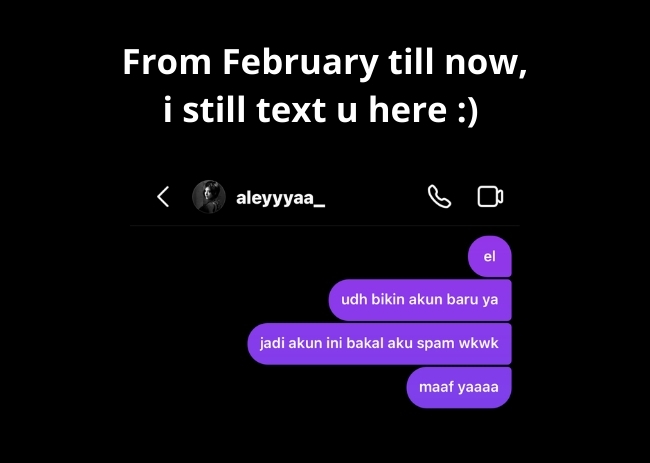 From February till now,
i still text u here :)
aleyyyaa_
el
udh bikin akun baru ya
jadi akun ini bakal aku spam wkwk
maaf yaaaa